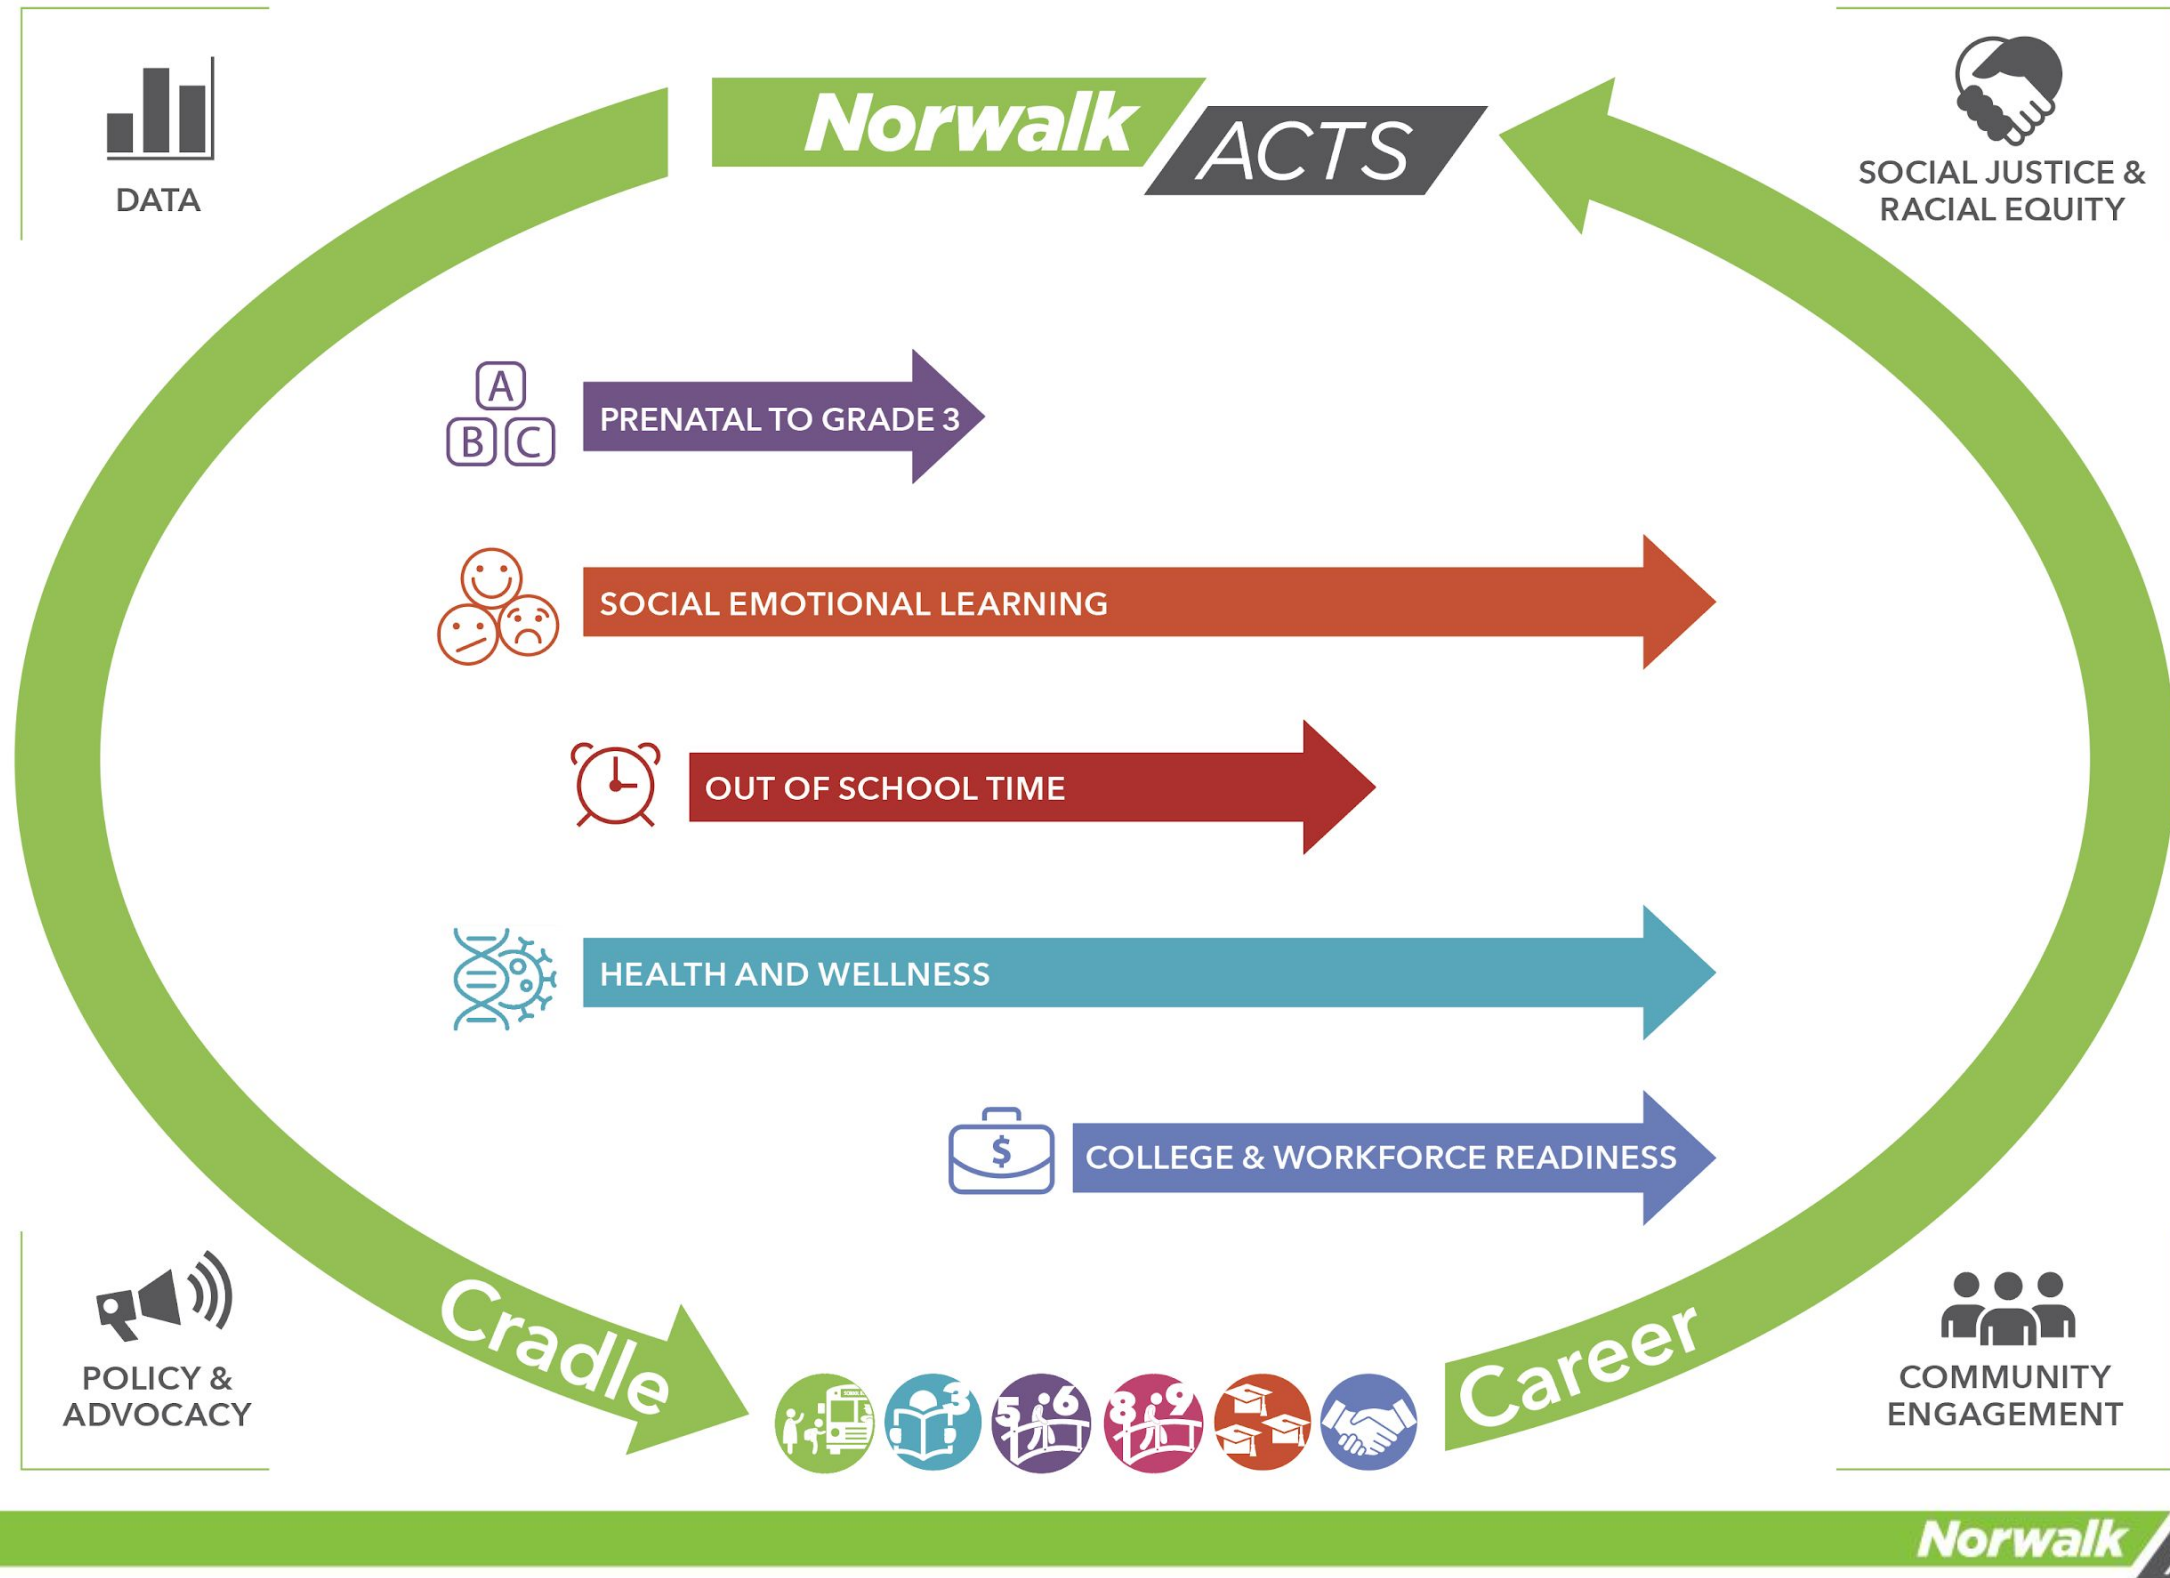 DATA
Norwalk ACTS
SOCIAL JUSTICE &
RACIAL EQUITY
A
B C
PRENATAL TO GRADE 3
SOCIAL EMOTIONAL LEARNING
OUT OF SCHOOL TIME
HEALTH AND WELLNESS
$
COLLEGE & WORKFORCE READINESS
POLICY &
ADVOCACY
Cradle
3
5 6
8 9
Career
COMMUNITY
ENGAGEMENT
Norwalk